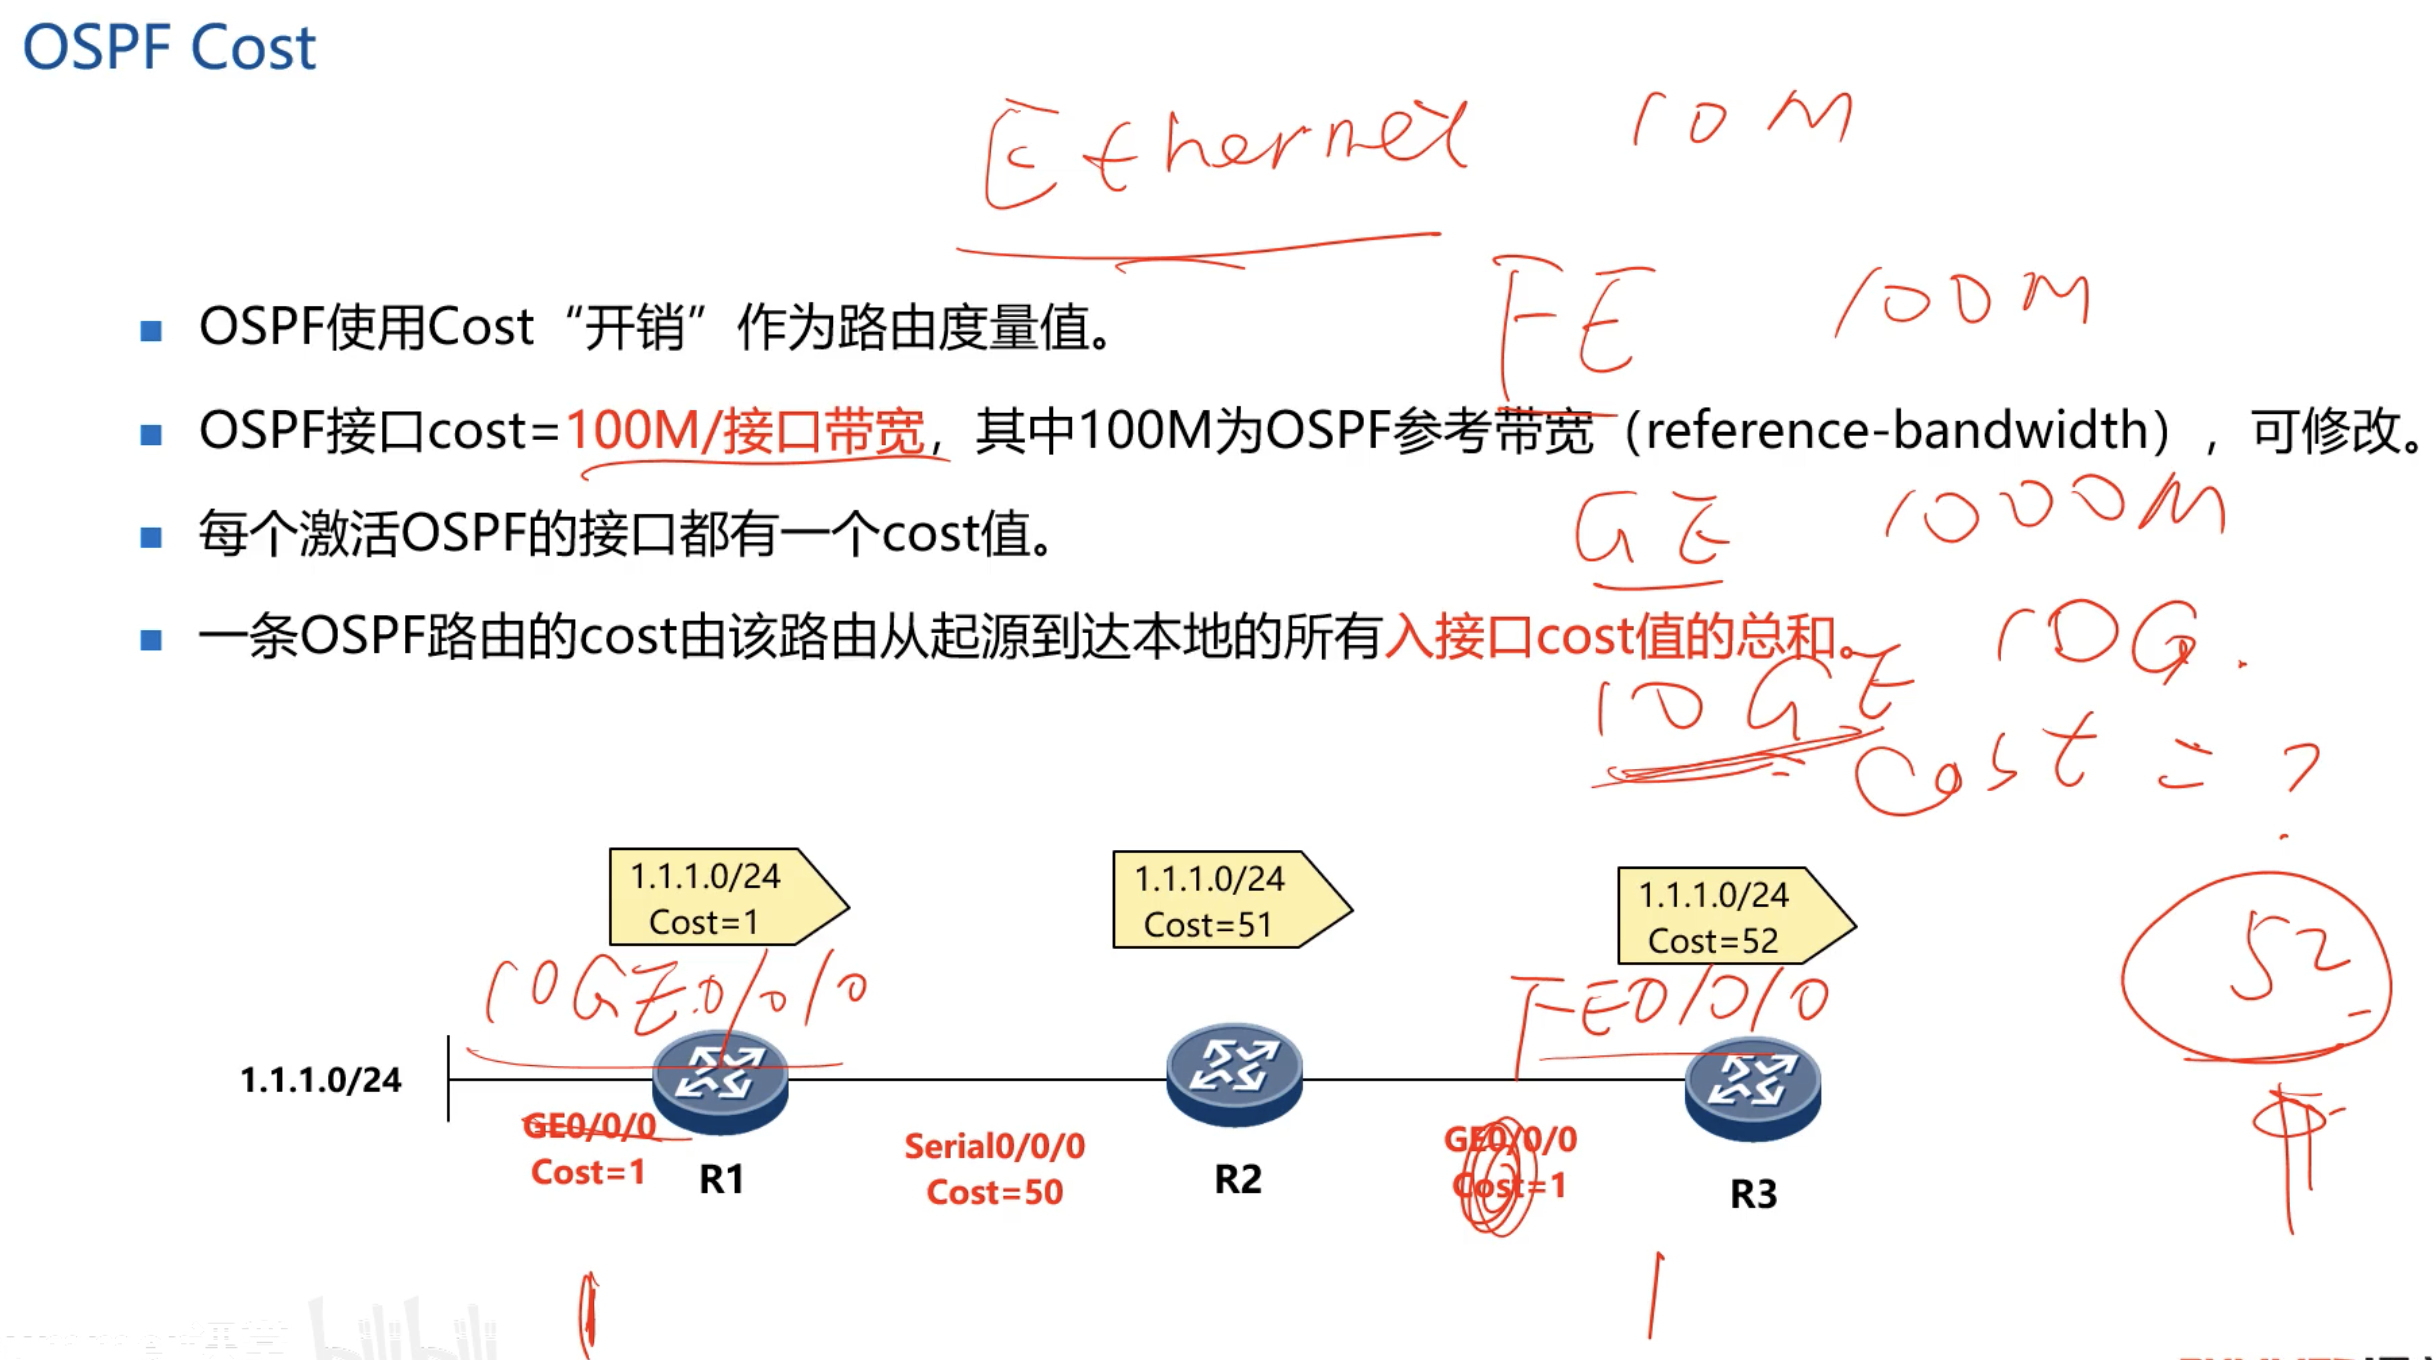 OSPF Cost
Ethernet 10M
OSPF使用Cost“开销”作为路由度量值。
FE 100M
OSPF接口cost=100M/接口带宽，其中100M为OSPF参考带宽（reference-bandwidth），可修改。
GE 1000M
每个激活OSPF的接口都有一个cost值。
一条OSPF路由的cost由该路由从起源到达本地的所有入接口cost值的总和。
10GE 10G.
Cost = ?
1.1.1.0/24
Cost=1
1.1.1.0/24
Cost=51
1.1.1.0/24
Cost=52
52
10GE0/0/0
FE0/0/0
1.1.1.0/24
GE0/0/0
Cost=1
R1
Serial0/0/0
Cost=50
R2
GE0/0/0
Cost=1
R3
1
1
bilibili